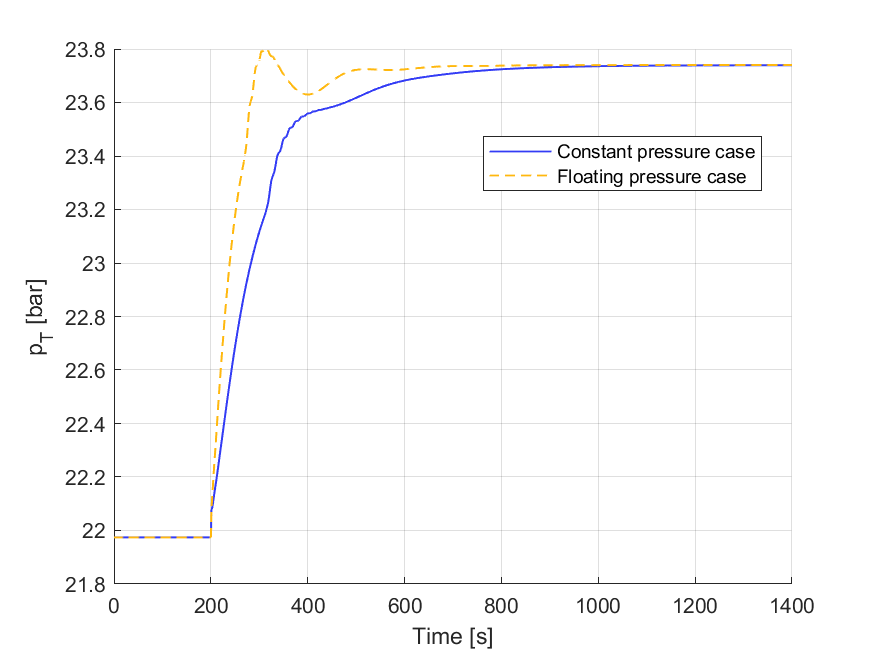 23.8
23.6
23.4
23.2
23
22.8
22.6
22.4
22.2
22
21.8
p_T [bar]
Constant pressure case
Floating pressure case
0 200 400 600 800 1000 1200 1400
Time [s]